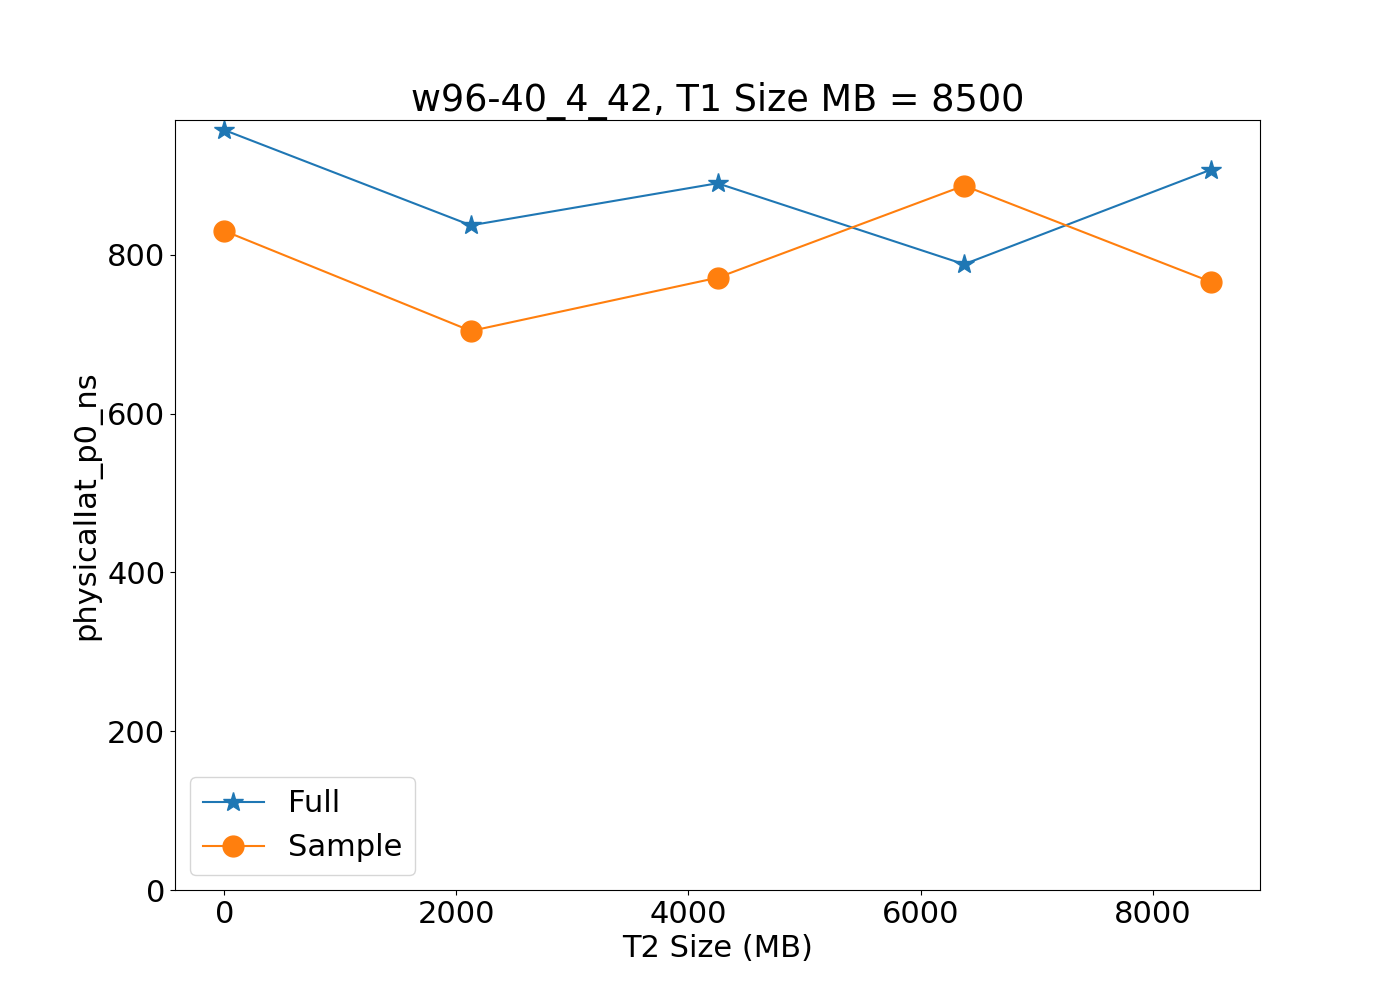 w96-40_4_42, T1 Size MB = 8500
physicallat_p0_ns
800
600
400
200
0
0 2000 4000 6000 8000
T2 Size (MB)
Full
Sample